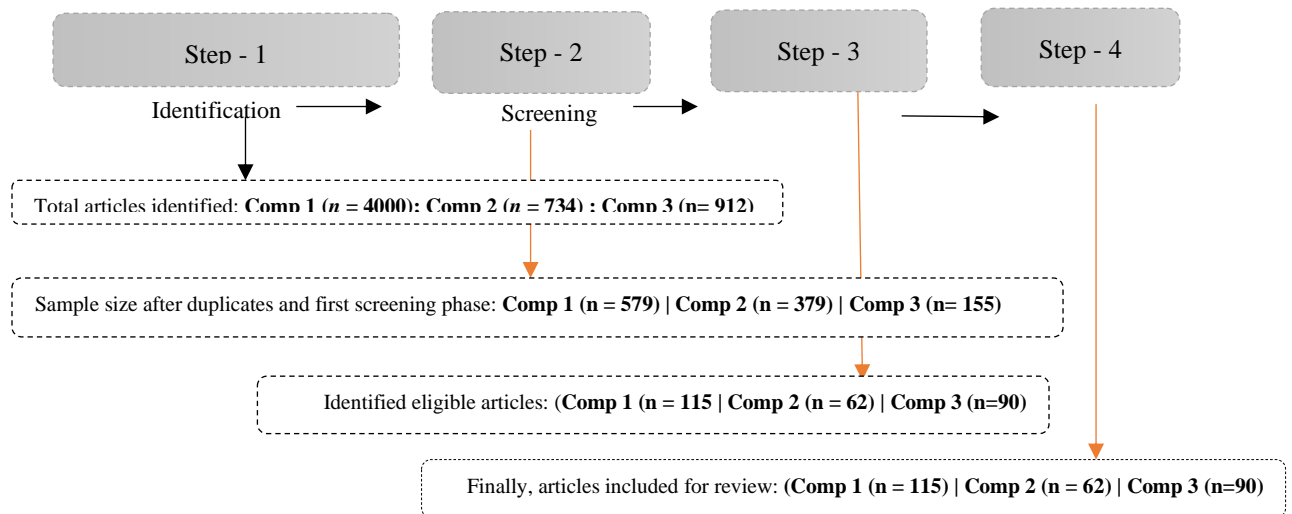 Step - 1
Step - 2
Step - 3
Step - 4
Identification
Screening
Total articles identified: Comp 1 (n = 4000); Comp 2 (n = 734) ; Comp 3 (n= 912)
Sample size after duplicates and first screening phase: Comp 1 (n = 579) | Comp 2 (n = 379) | Comp 3 (n= 155)
Identified eligible articles: (Comp 1 (n = 115 | Comp 2 (n = 62) | Comp 3 (n=90)
Finally, articles included for review: (Comp 1 (n = 115) | Comp 2 (n = 62) | Comp 3 (n=90)